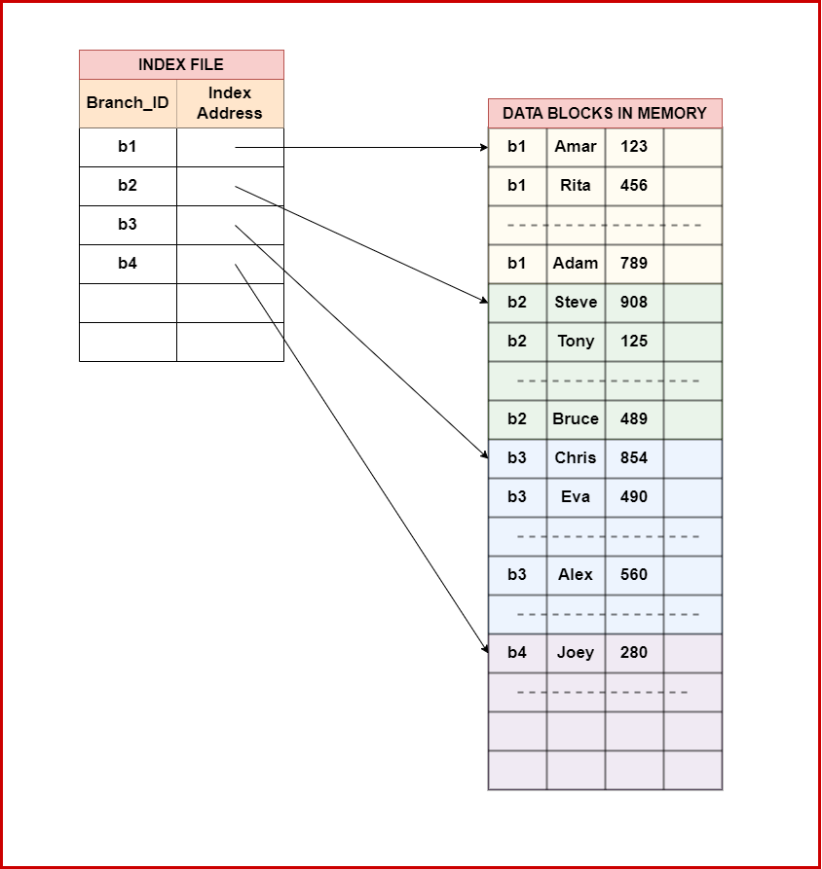 INDEX FILE
Branch_ID Index Address
b1
b2
b3
b4
DATA BLOCKS IN MEMORY
b1 Amar 123
b1 Rita 456
b1 Adam 789
b2 Steve 908
b2 Tony 125
b2 Bruce 489
b3 Chris 854
b3 Eva 490
b3 Alex 560
b4 Joey 280